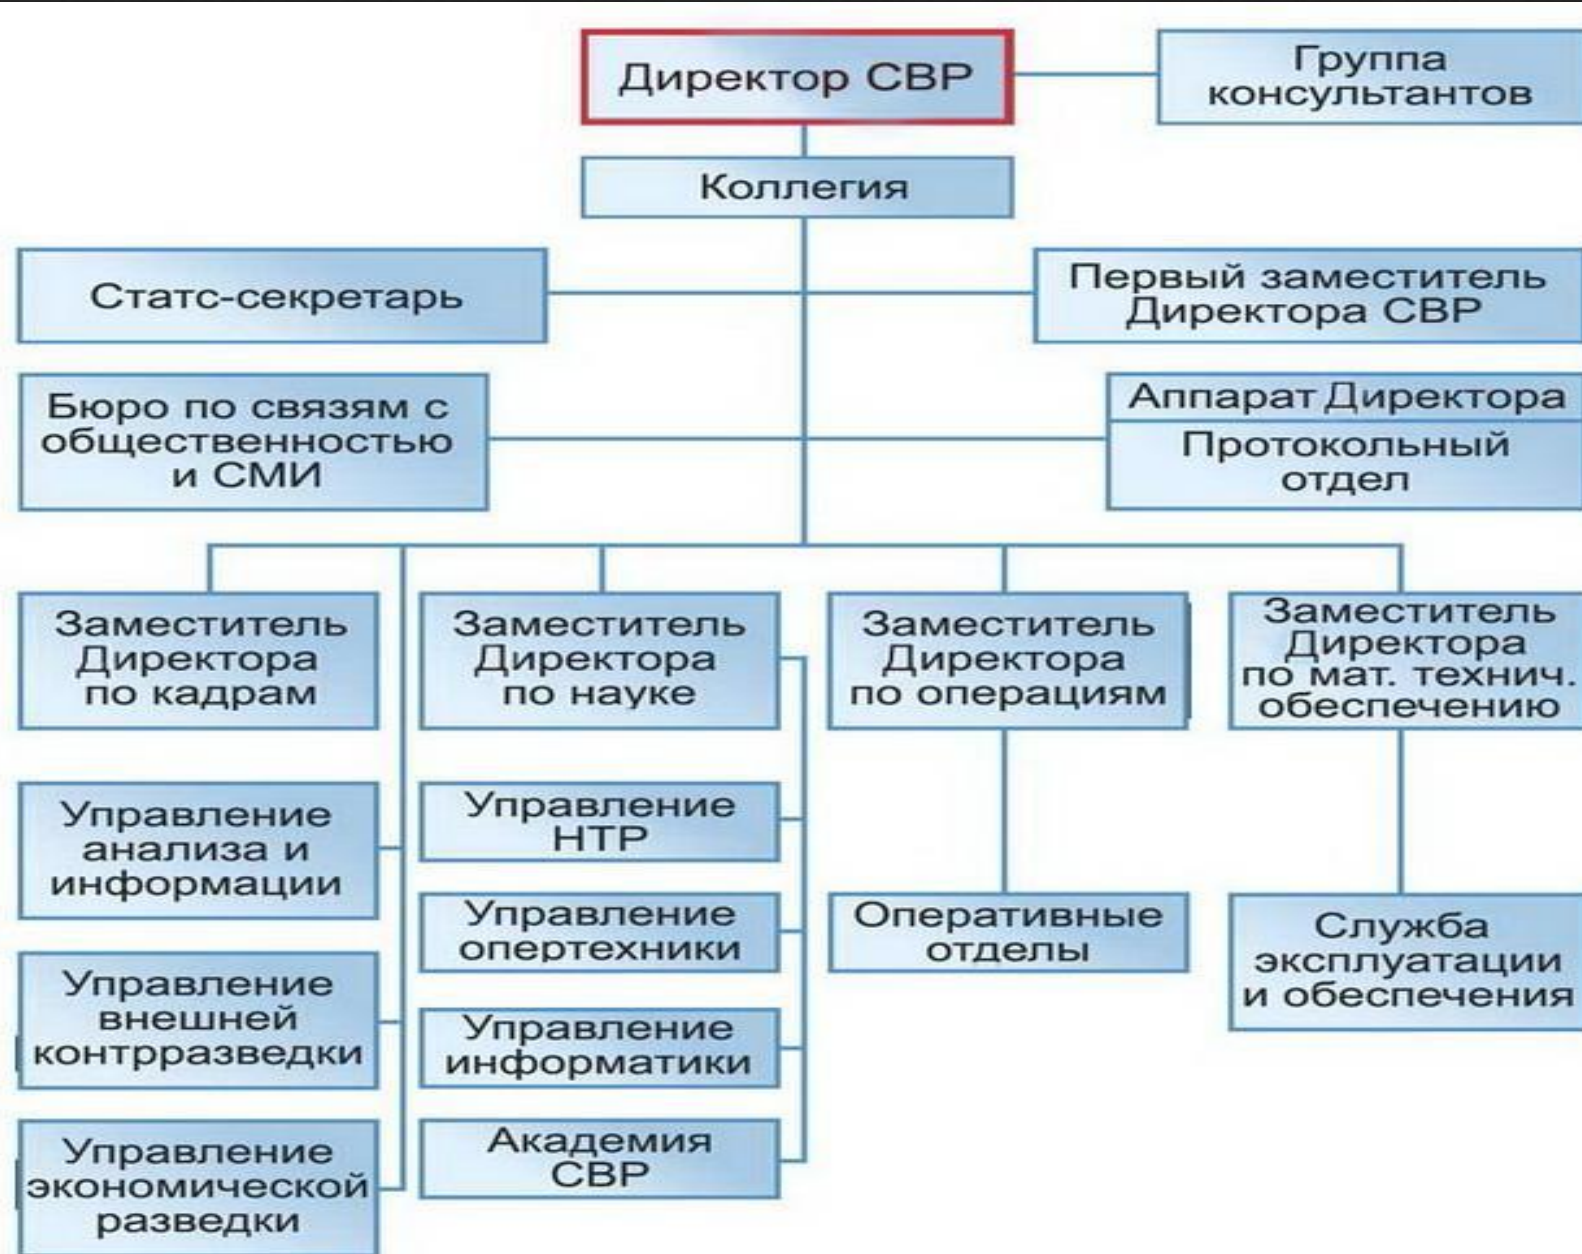 Директор СВР
Группа
консультантов
Коллегия
Статс-секретарь
Первый заместитель
Директора СВР
Бюро по связям с
общественностью
и СМИ
Аппарат Директора
Протокольный
отдел
Заместитель
Директора
по кадрам
Заместитель
Директора
по науке
Заместитель
Директора
по операциям
Заместитель
Директора
по мат. технич.
обеспечению
Управление
анализа и
информации
Управление
внешней
контрразведки
Управление
экономической
разведки
Управление
НТР
Управление
опертехники
Управление
информатики
Академия
СВР
Оперативные
отделы
Служба
эксплуатации
и обеспечения